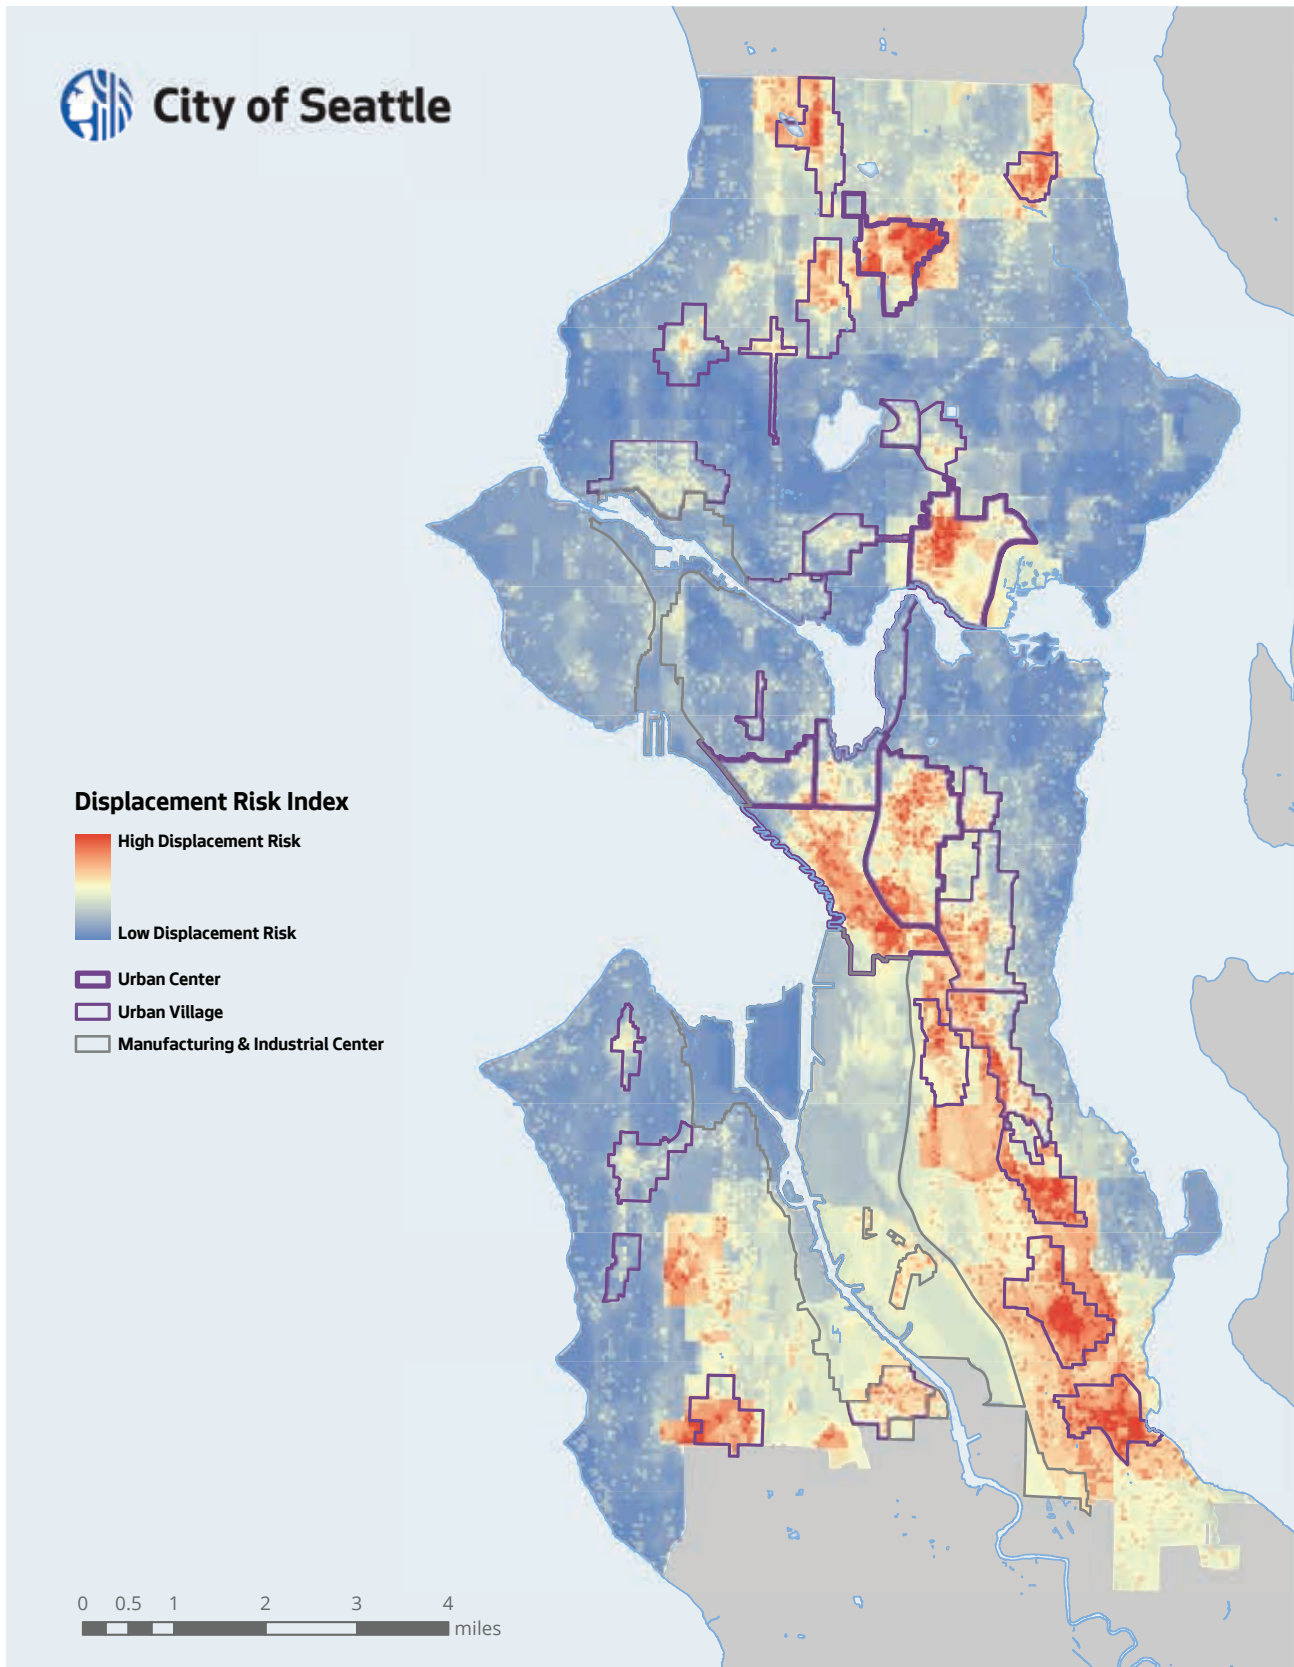 City of Seattle
Displacement Risk Index
High Displacement Risk
Low Displacement Risk
Urban Center
Urban Village
Manufacturing & Industrial Center
0 0.5 1 2 3 4
miles